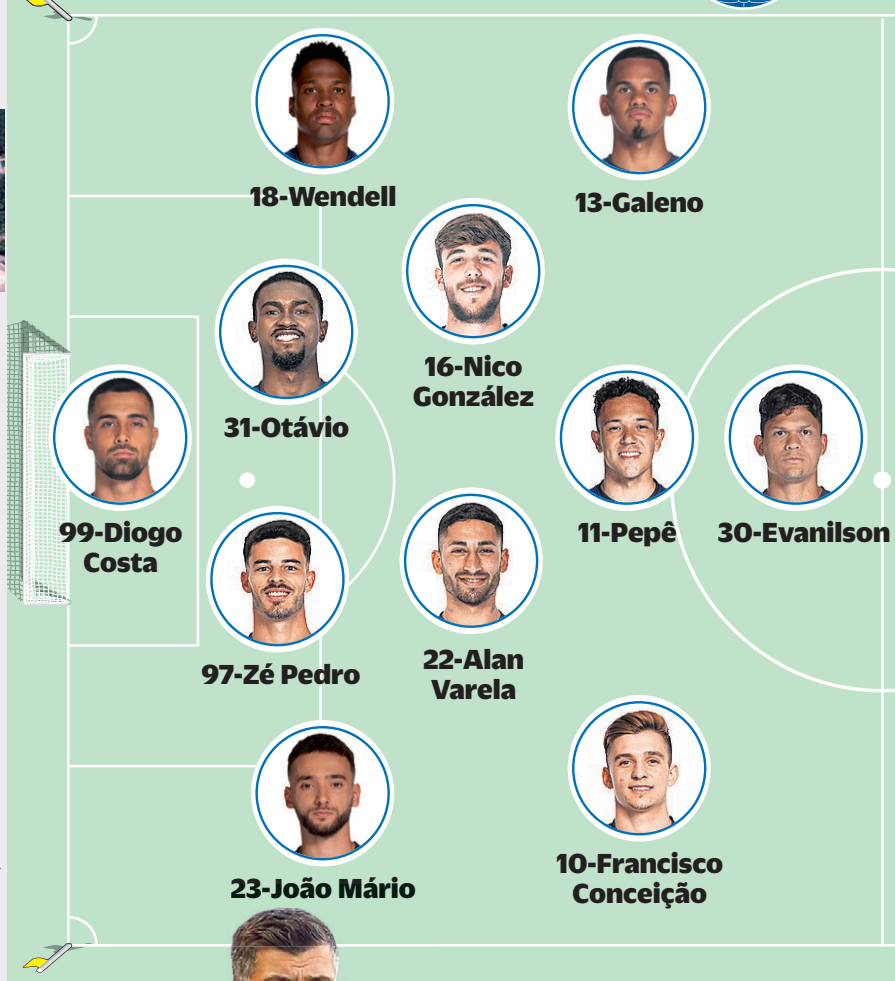 18-Wendell
13-Galeno
16-Nico
González
31-Otávio
99-Diogo
Costa
11-Pepê
30-Evanilson
97-Zé Pedro
22-Alan
Varela
23-João Mário
10-Francisco
Conceição